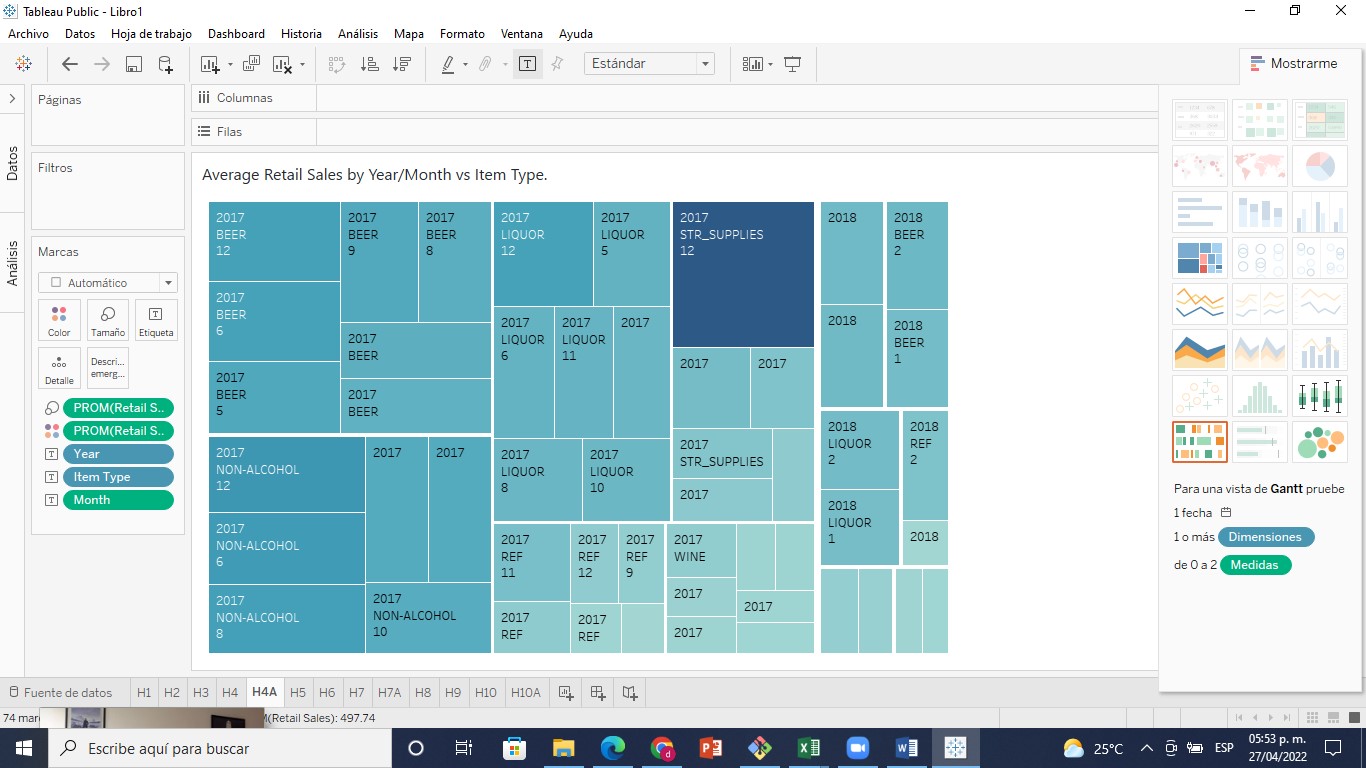 Tableau Public - Libro1
Archivo Datos Hoja de trabajo Dashboard Historia Análisis Mapa Formato Ventana Ayuda
Estándar
Mostrarme
Datos
Análisis
Páginas
Filtros
Marcas
Automático
Color Tamaño Etiqueta
Detalle Descri...
emerg...
PROM(Retail S..
PROM(Retail S..
Year
Item Type
Month
Columnas
Filas
Average Retail Sales by Year/Month vs Item Type.
2017
BEER
12
2017
BEER
6
2017
BEER
5
2017
BEER
9
2017
BEER
8
2017
BEER
2017
BEER
2017
NON-ALCOHOL
12
2017
NON-ALCOHOL
6
2017
NON-ALCOHOL
8
2017
2017
2017
NON-ALCOHOL
10
2017
LIQUOR
12
2017
LIQUOR
5
2017
LIQUOR
6
2017
LIQUOR
11
2017
2017
LIQUOR
8
2017
LIQUOR
10
2017
REF
11
2017
REF
12
2017
REF
9
2017
REF
2017
REF
2017
STR_SUPPLIES
12
2017
2017
2017
STR_SUPPLIES
2017
2017
WINE
2017
2017
2017
2018
2018
2018
BEER
2
2018
BEER
1
2018
LIQUOR
2
2018
LIQUOR
1
2018
REF
2
2018
Para una vista de Gantt pruebe
1 fecha
1 o más Dimensiones
de 0 a 2 Medidas
Fuente de datos H1 H2 H3 H4 H4A H5 H6 H7 H7A H8 H9 H10 H10A
(Retail Sales): 497.74
Escribe aquí para buscar
25°C
ESP
05:53 p. m.
27/04/2022